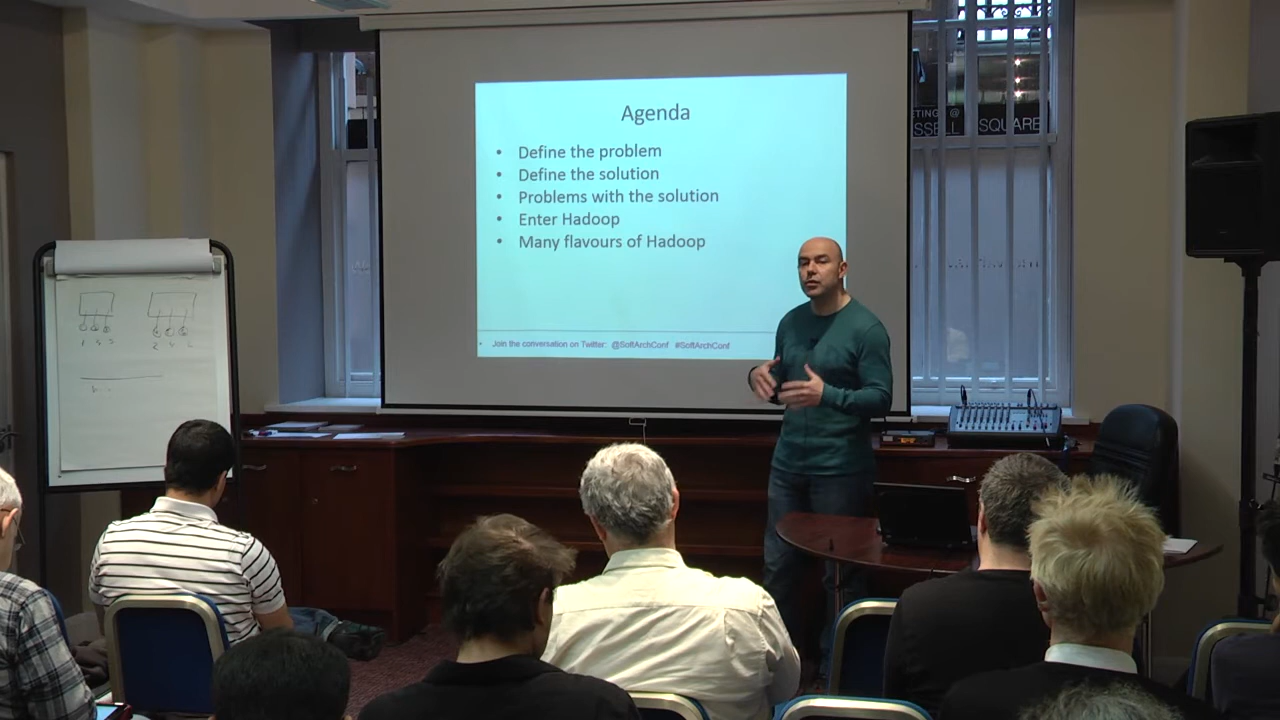 Agenda
• Define the problem
• Define the solution
• Problems with the solution
• Enter Hadoop
• Many flavours of Hadoop
• Join the conversation on Twitter: @SoftArchConf #SoftArchConf
SQUARE